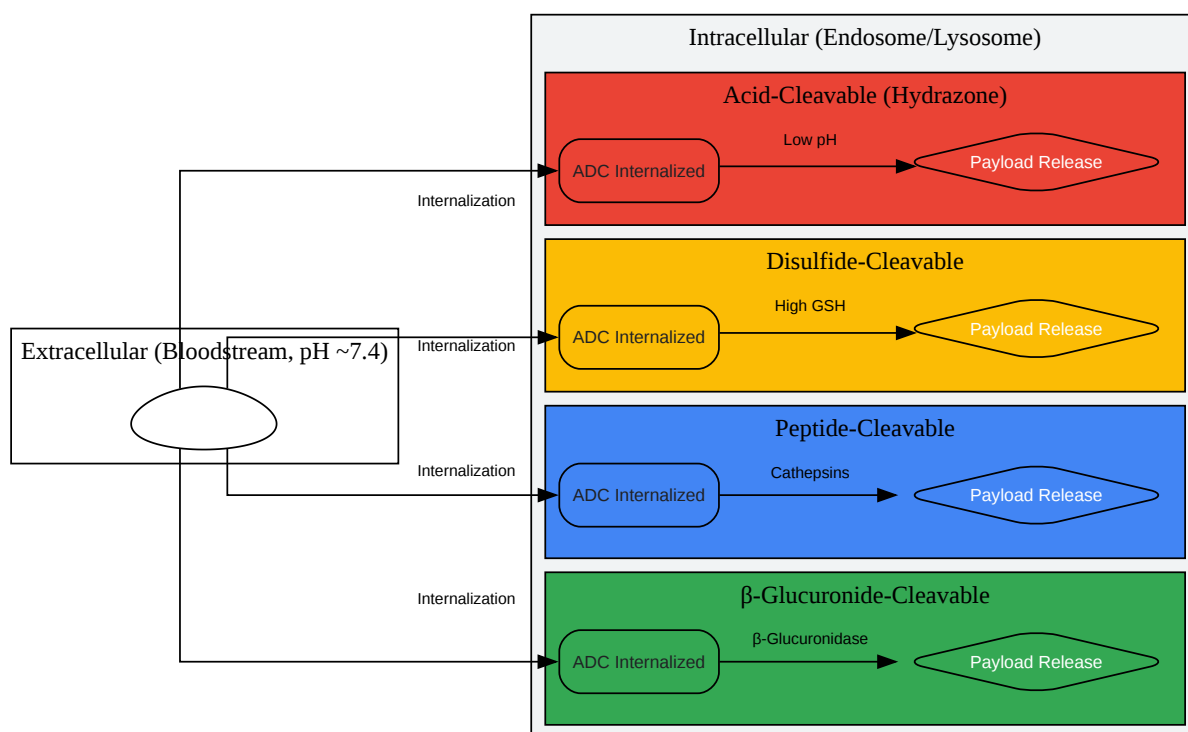 Intracellular (Endosome/Lysosome)
Acid-Cleavable (Hydrazone)
Low pH
ADC Internalized
Payload Release
Internalization
Disulfide-Cleavable
High GSH
ADC Internalized
Payload Release
Internalization
Extracellular (Bloodstream, pH ~7.4)
Peptide-Cleavable
Cathepsins
ADC Internalized
Payload Release
Internalization
β-Glucuronide-Cleavable
β-Glucuronidase
ADC Internalized
Payload Release
Internalization